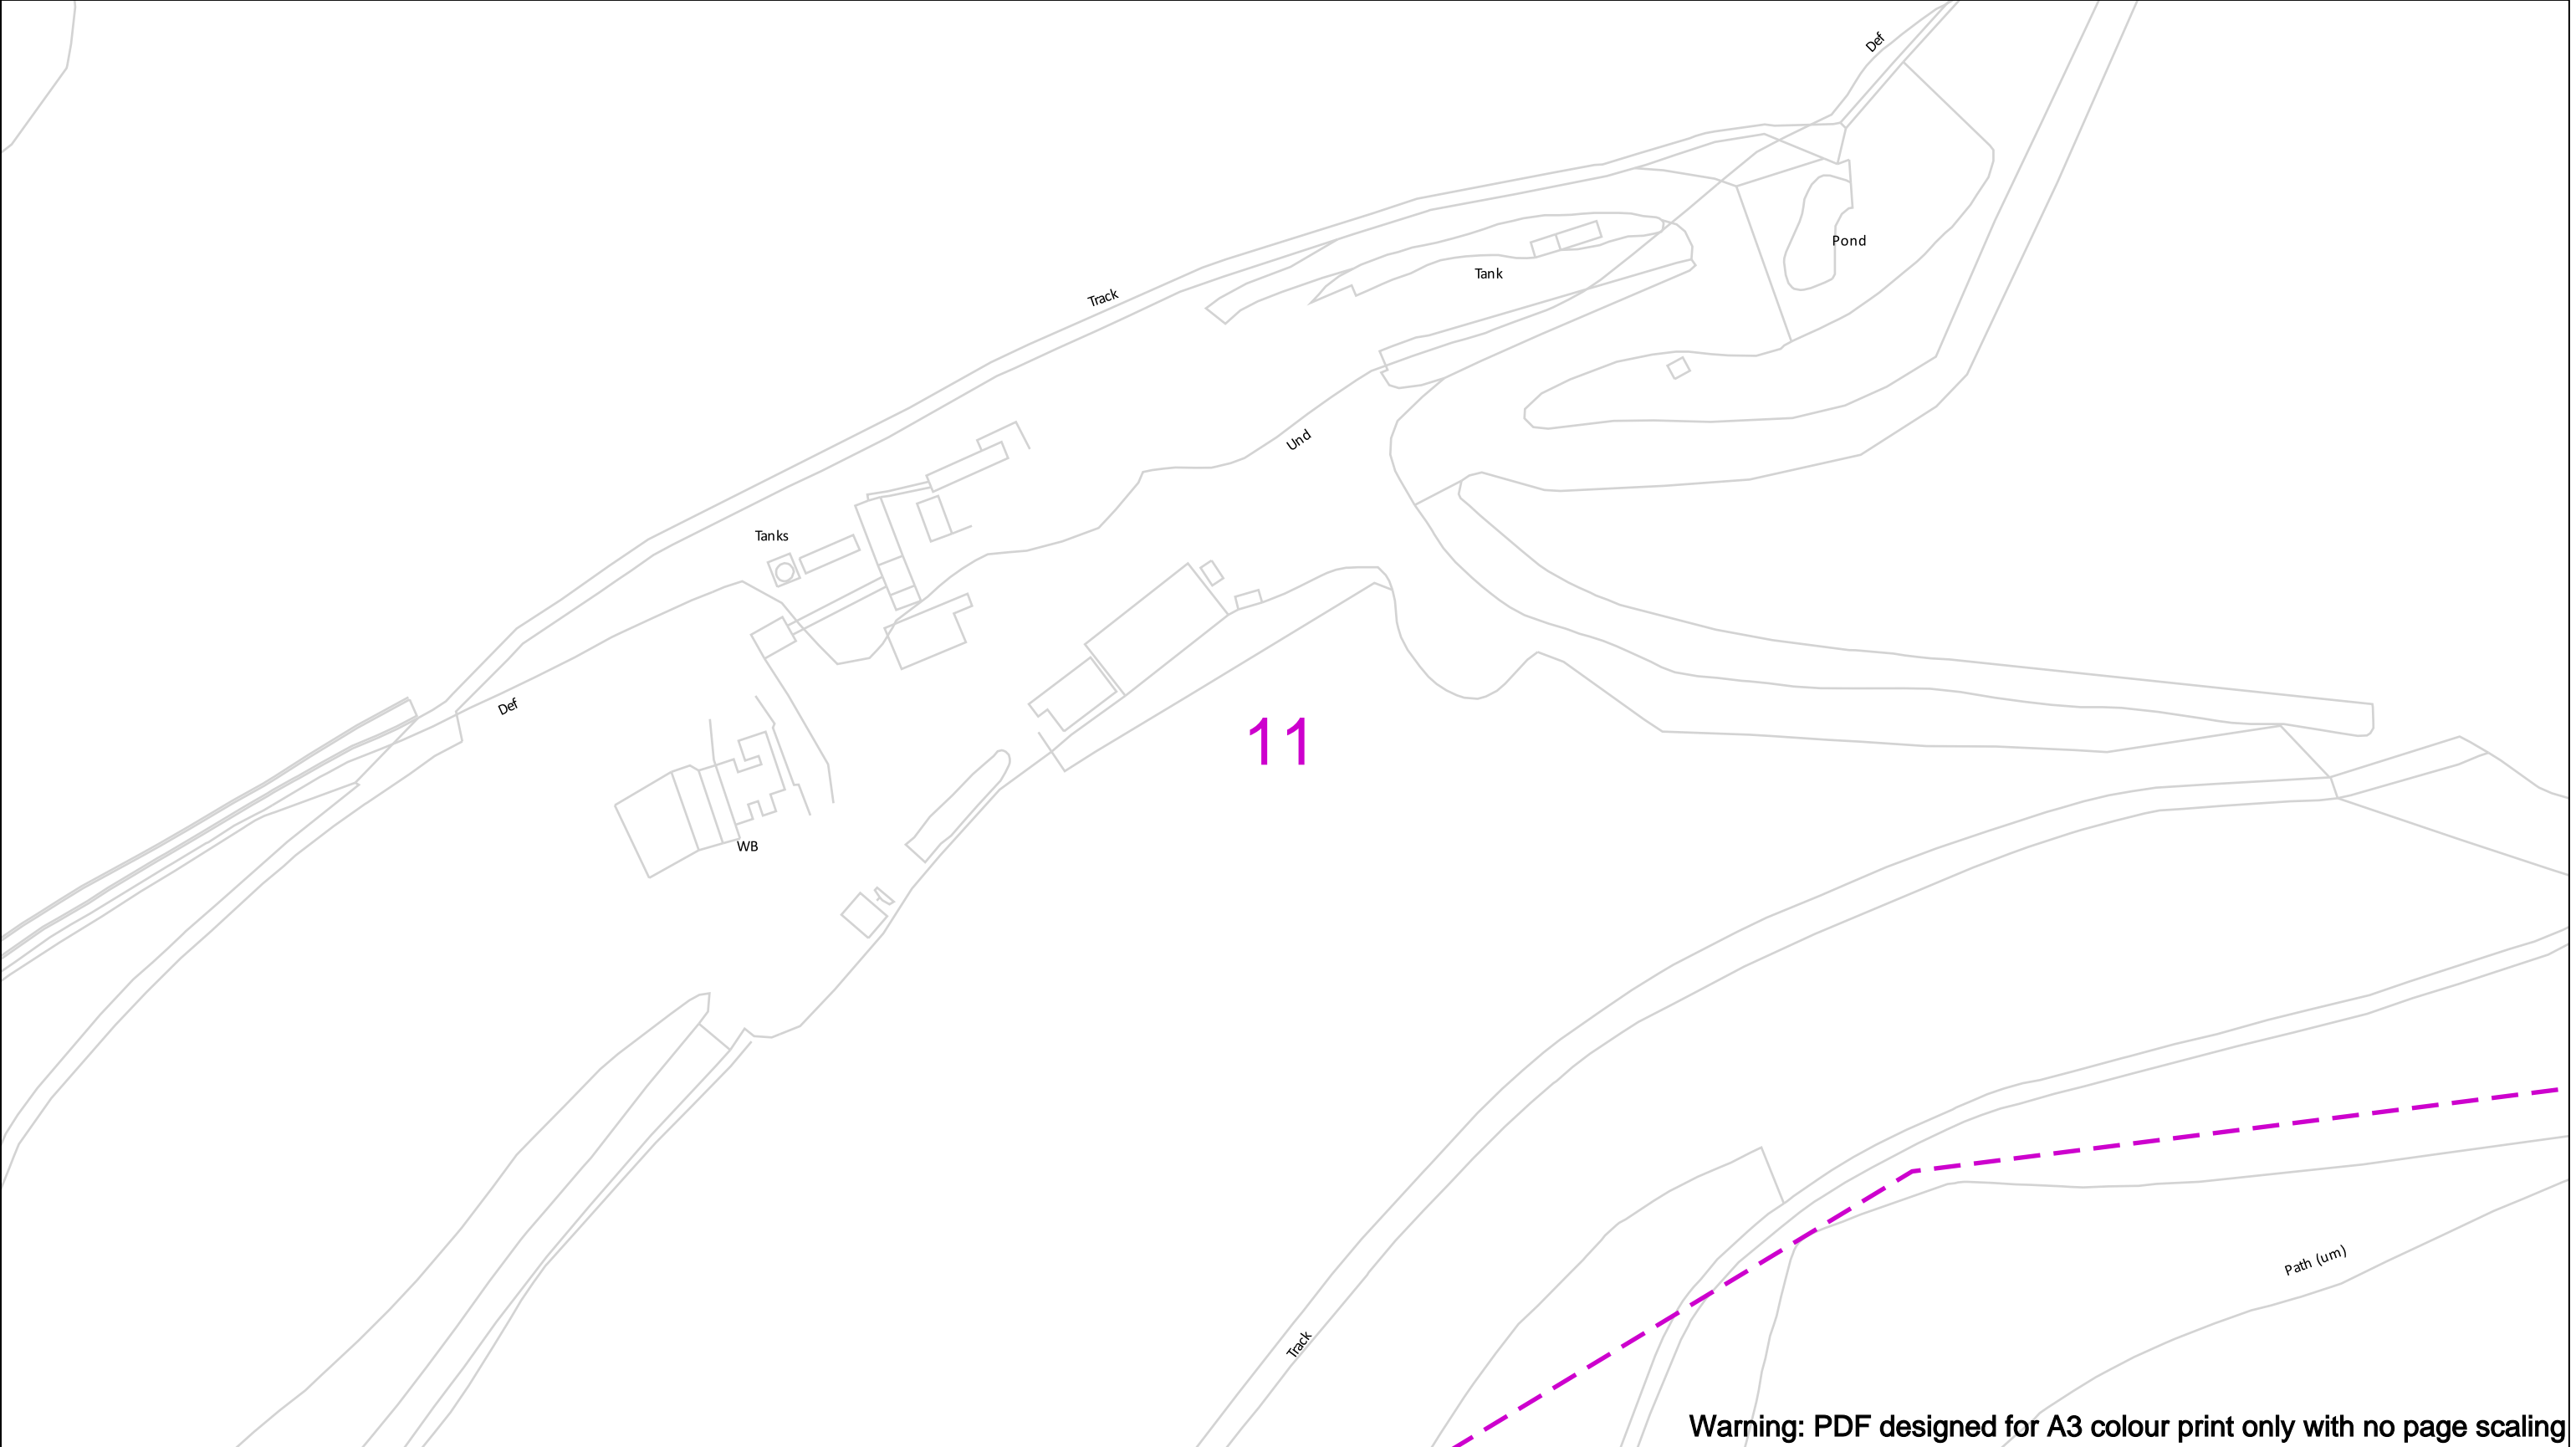 Def
Pond
Tank
Track
Und
Tanks
Def
11
WB
Path (um)
Track
Warning: PDF designed for A3 colour print only with no page scaling